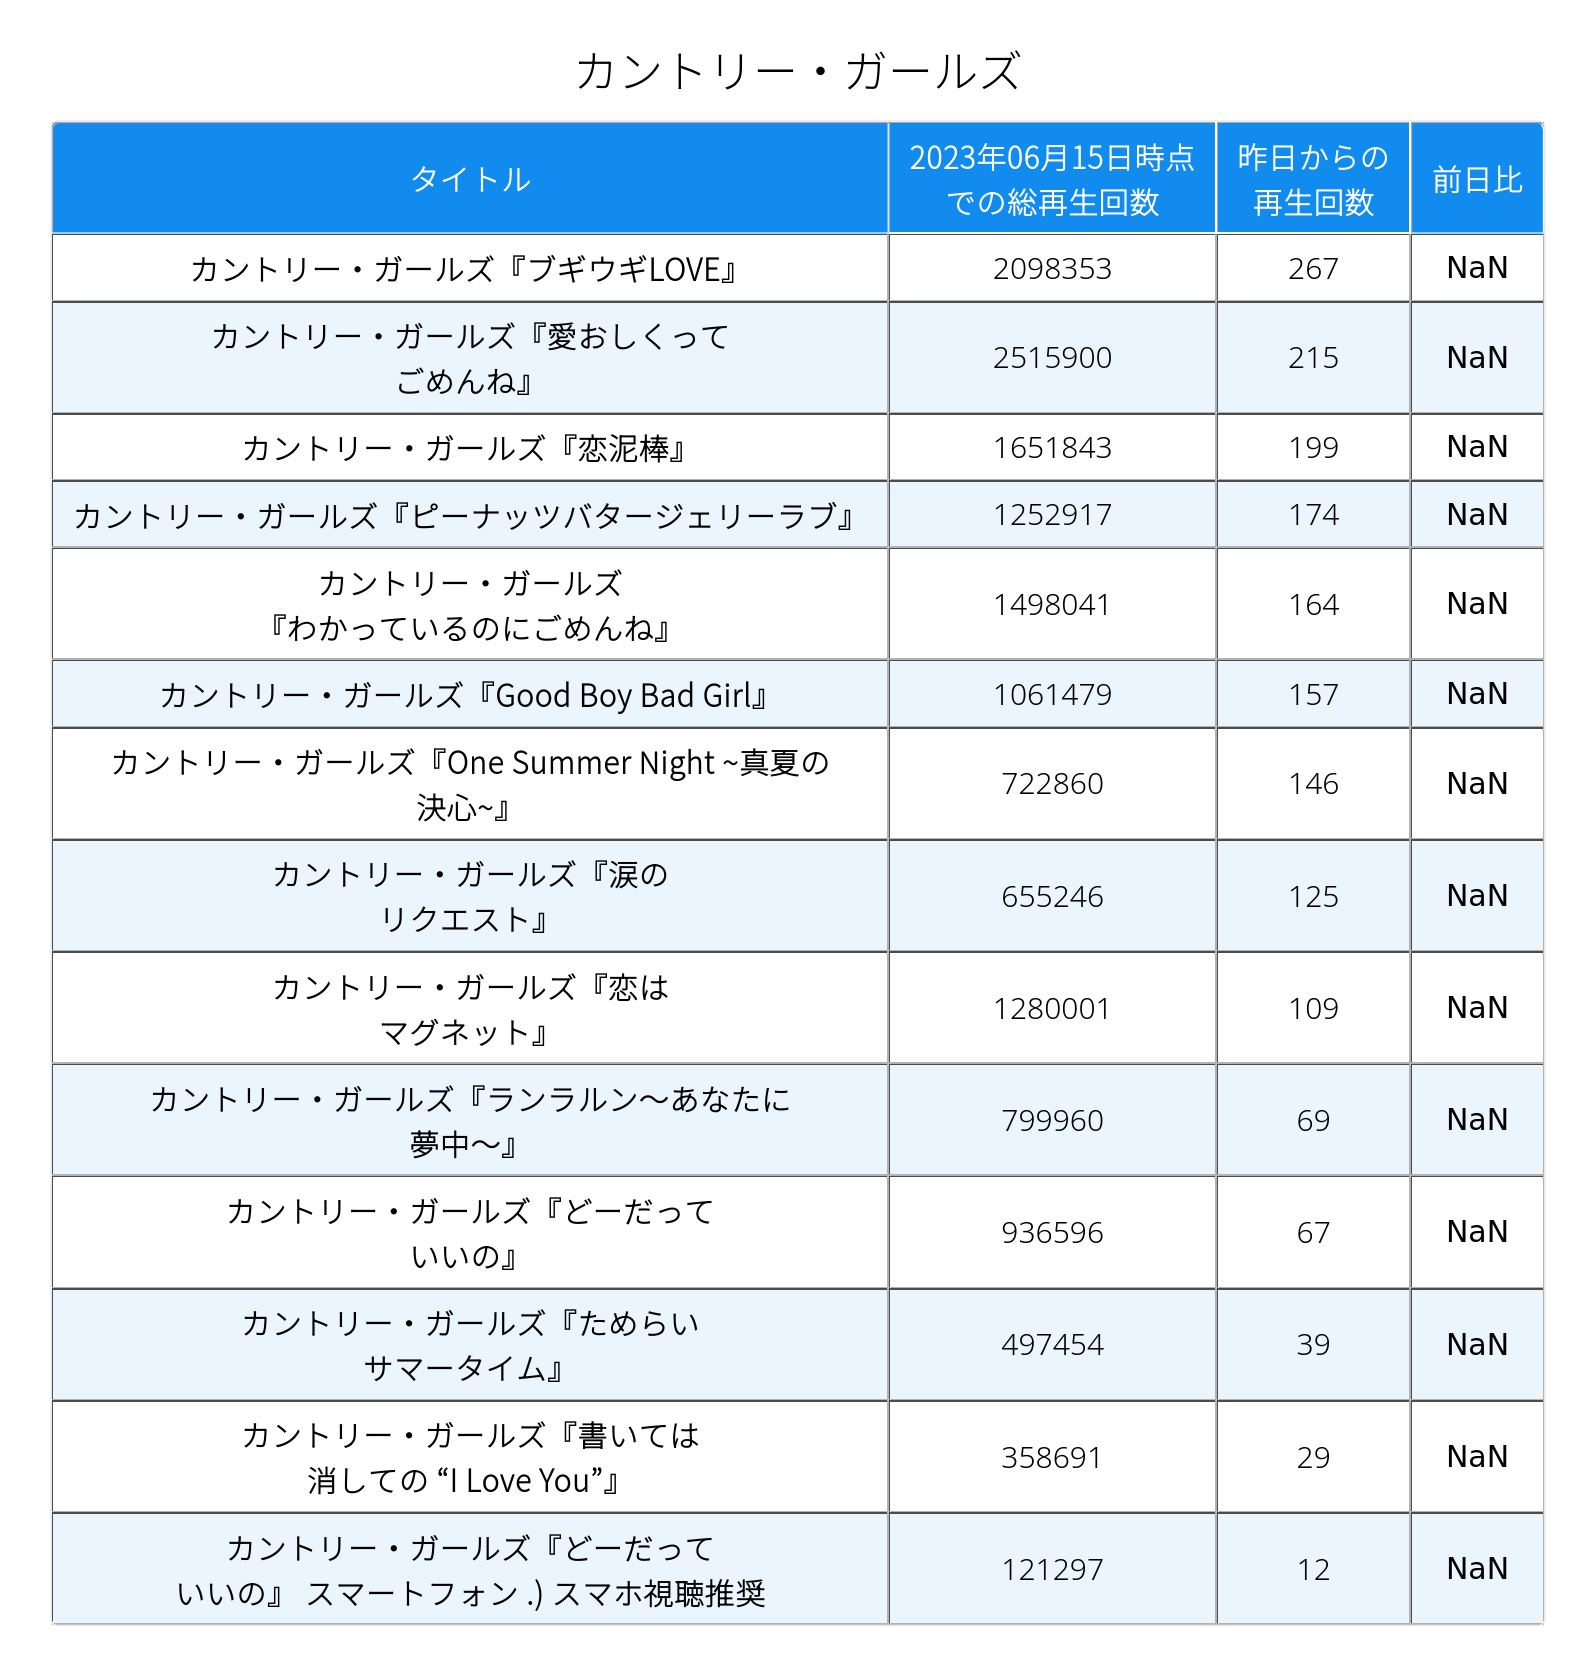 カントリー・ガールズ
タイトル
2023年06月15日時点
での総再生回数
昨日からの
再生回数
前日比
カントリー・ガールズ『ブギウギLOVE』
2098353
267
NaN
カントリー・ガールズ『愛おしくって
ごめんね』
2515900
215
NaN
カントリー・ガールズ『恋泥棒』
1651843
199
NaN
カントリー・ガールズ『ピーナッツバタージェリーラブ』
1252917
174
NaN
カントリー・ガールズ
『わかっているのにごめんね』
1498041
164
NaN
カントリー・ガールズ『Good Boy Bad Girl』
1061479
157
NaN
カントリー・ガールズ『One Summer Night ~真夏の
決心~』
722860
146
NaN
カントリー・ガールズ『涙の
リクエスト』
655246
125
NaN
カントリー・ガールズ『恋は
マグネット』
1280001
109
NaN
カントリー・ガールズ『ランラルン〜あなたに
夢中〜』
799960
69
NaN
カントリー・ガールズ『どーだって
いいの』
936596
67
NaN
カントリー・ガールズ『ためらい
サマータイム』
497454
39
NaN
カントリー・ガールズ『書いては
消しての “I Love You”』
358691
29
NaN
カントリー・ガールズ『どーだって
いいの』 スマートフォン .) スマホ視聴推奨
121297
12
NaN